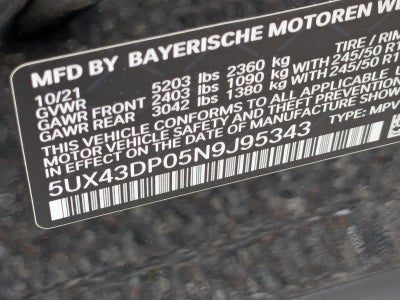 MFD BY BAYERISCHE MOTOREN
10/21
GVWR 5203 lbs 2360 kg TIRE / RIM
GAWR FRONT 2403 lbs 1090 kg WITH 245/50 R1
GAWR REAR 3042 lbs 1380 kg WITH 245/50 R1
THIS VEHICLE CONFORMS TO ALL APPLICABLE
MOTOR VEHICLE SAFETY AND THEFT PREVENTION
IN EFFECT ON THE DATE OF MANUFACTURE SHOWN
5UX43DP05N9J95343 TYPE: MPV